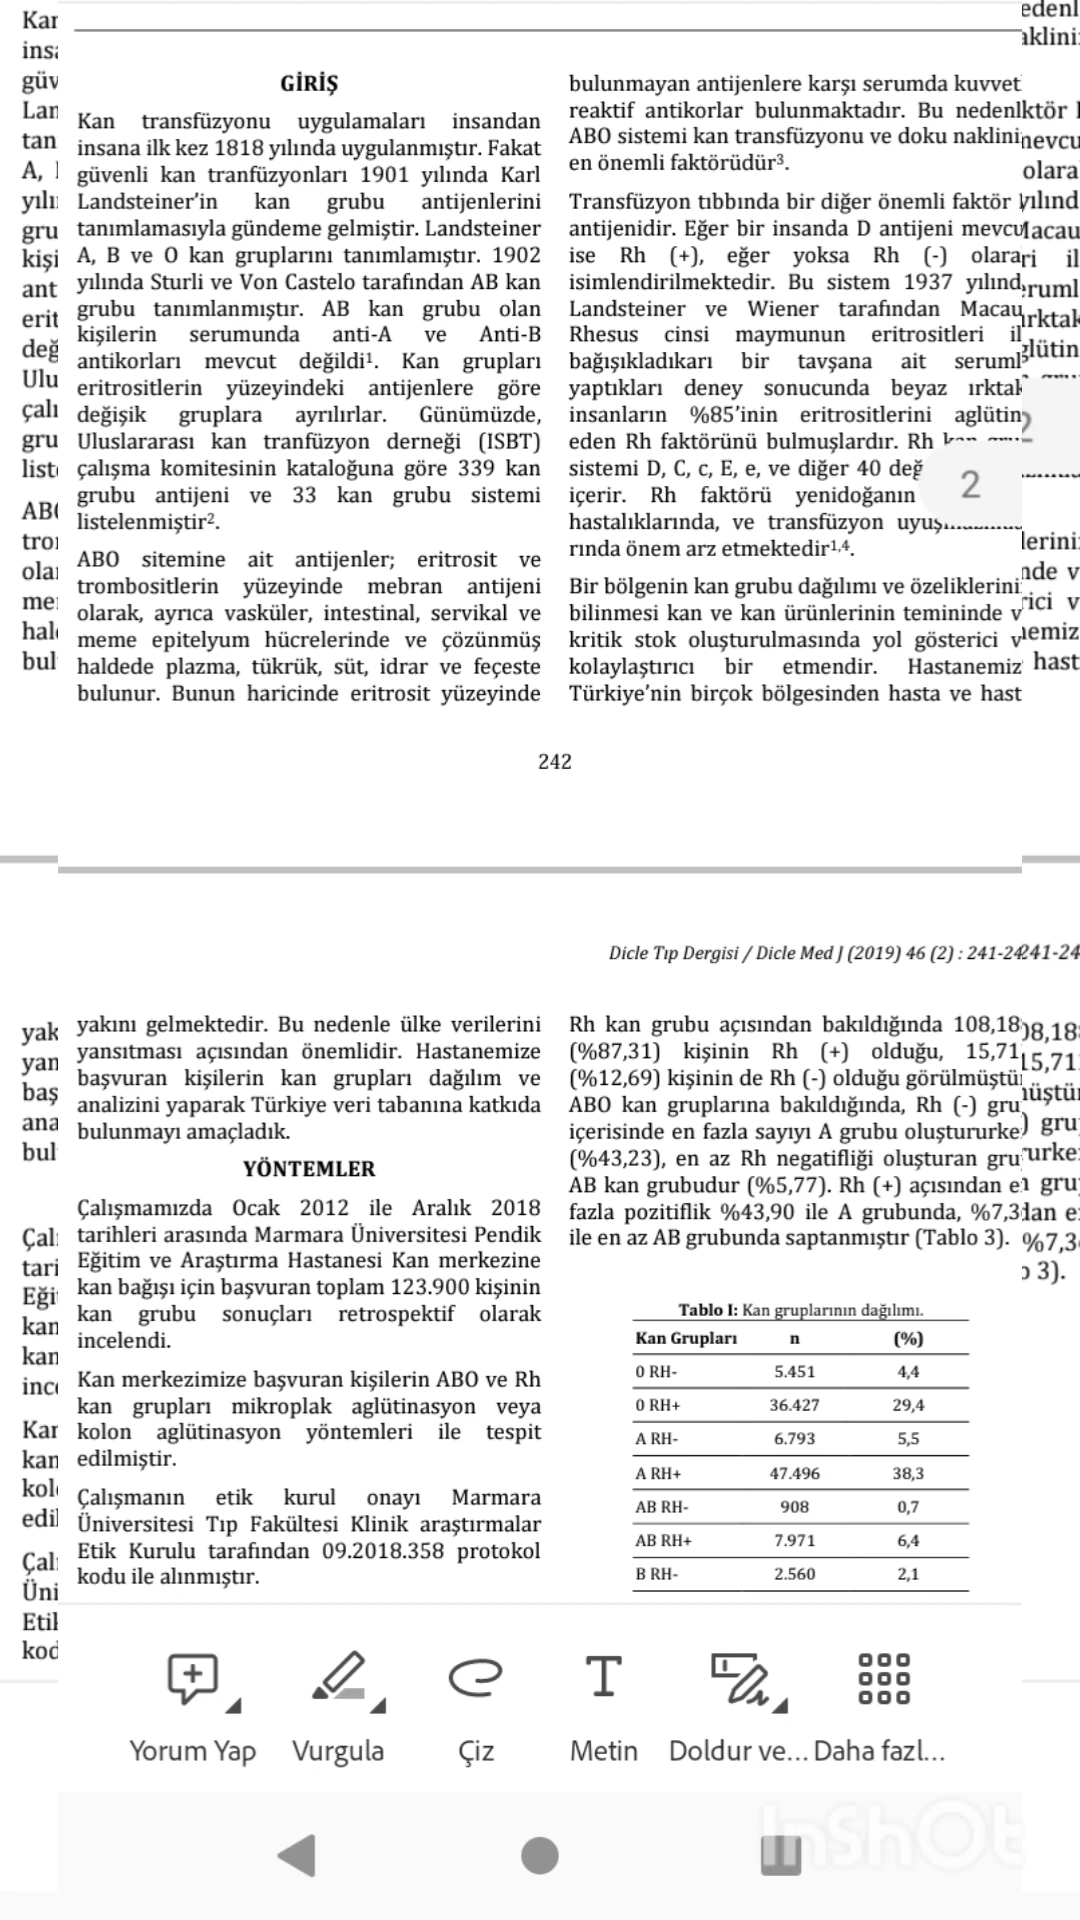 GİRİŞ
Kan transfüzyonu uygulamaları insandan
insana ilk kez 1818 yılında uygulanmıştır. Fakat
güvenli kan tranfüzyonları 1901 yılında Karl
Landsteiner'in kan grubu antijenlerini
tanımlamasıyla gündeme gelmiştir. Landsteiner
A, B ve O kan gruplarını tanımlamıştır. 1902
yılında Sturli ve Von Castelo tarafından AB kan
grubu tanımlanmıştır. AB kan grubu olan
kişilerin serumunda anti-A ve Anti-B
antikorları mevcut değildi¹. Kan grupları
eritrositlerin yüzeyindeki antijenlere göre
değişik gruplara ayrılırlar. Günümüzde,
Uluslararası kan tranfüzyon derneği (ISBT)
çalışma komitesinin kataloğuna göre 339 kan
grubu antijeni ve 33 kan grubu sistemi
listelenmiştir².
ABO sitemine ait antijenler; eritrosit ve
trombositlerin yüzeyinde mebran antijeni
olarak, ayrıca vasküler, intestinal, servikal ve
meme epitelyum hücrelerinde ve çözünmüş
haldede plazma, tükrük, süt, idrar ve feçeste
bulunur. Bunun haricinde eritrosit yüzeyinde
bulunmayan antijenlere karşı serumda kuvvet
reaktif antikorlar bulunmaktadır. Bu nedenl
ABO sistemi kan transfüzyonu ve doku naklini
en önemli faktörüdür³.
Transfüzyon tıbbında bir diğer önemli faktör
antijenidir. Eğer bir insanda D antijeni mevcu
ise Rh (+), eğer yoksa Rh (-) olara
isimlendirilmektedir. Bu sistem 1937 yılınd
Landsteiner ve Wiener tarafından Macau
Rhesus cinsi maymunun eritrositleri il
bağışıkladıkarı bir tavşana ait seruml
yaptıkları deney sonucunda beyaz ırktak
insanların %85'inin eritrositlerini aglütin
eden Rh faktörünü bulmuşlardır. Rh kan
sistemi D, C, c, E, e, ve diğer 40 değ
içerir. Rh faktörü yenidoğanın
hastalıklarında, ve transfüzyon
rında önem arz etmektedir¹,⁴.
Bir bölgenin kan grubu dağılımı ve özeliklerini
bilinmesi kan ve kan ürünlerinin temininde v
kritik stok oluşturulmasında yol gösterici v
kolaylaştırıcı bir etmendir. Hastanemiz
Türkiye'nin birçok bölgesinden hasta ve hast
2
242
Dicle Tıp Dergisi / Dicle Med J (2019) 46 (2) : 241-24
yakını gelmektedir. Bu nedenle ülke verilerini
yansıtması açısından önemlidir. Hastanemize
başvuran kişilerin kan grupları dağılım ve
analizini yaparak Türkiye veri tabanına katkıda
bulunmayı amaçladık.
YÖNTEMLER
Çalışmamızda Ocak 2012 ile Aralık 2018
tarihleri arasında Marmara Üniversitesi Pendik
Eğitim ve Araştırma Hastanesi Kan merkezine
kan bağışı için başvuran toplam 123.900 kişinin
kan grubu sonuçları retrospektif olarak
incelendi.
Kan merkezimize başvuran kişilerin ABO ve Rh
kan grupları mikroplak aglütinasyon veya
kolon aglütinasyon yöntemleri ile tespit
edilmiştir.
Çalışmanın etik kurul onayı Marmara
Üniversitesi Tıp Fakültesi Klinik araştırmalar
Etik Kurulu tarafından 09.2018.358 protokol
kodu ile alınmıştır.
Rh kan grubu açısından bakıldığında 108,18
(%87,31) kişinin Rh (+) olduğu, 15,71
(%12,69) kişinin de Rh (-) olduğu görülmüştü
ABO kan gruplarına bakıldığında, Rh (-) gru
içerisinde en fazla sayıyı A grubu oluştururke
(%43,23), en az Rh negatifliği oluşturan gru
AB kan grubudur (%5,77). Rh (+) açısından e
fazla pozitiflik %43,90 ile A grubunda, %7,3
ile en az AB grubunda saptanmıştır (Tablo 3).
Tablo I: Kan gruplarının dağılımı.
Kan Grupları n (%)
0 RH- 5.451 4,4
0 RH+ 36.427 29,4
A RH- 6.793 5,5
A RH+ 47.496 38,3
AB RH- 908 0,7
AB RH+ 7.971 6,4
B RH- 2.560 2,1
Yorum Yap Vurgula Çiz Metin Doldur ve... Daha fazl...
InShOt